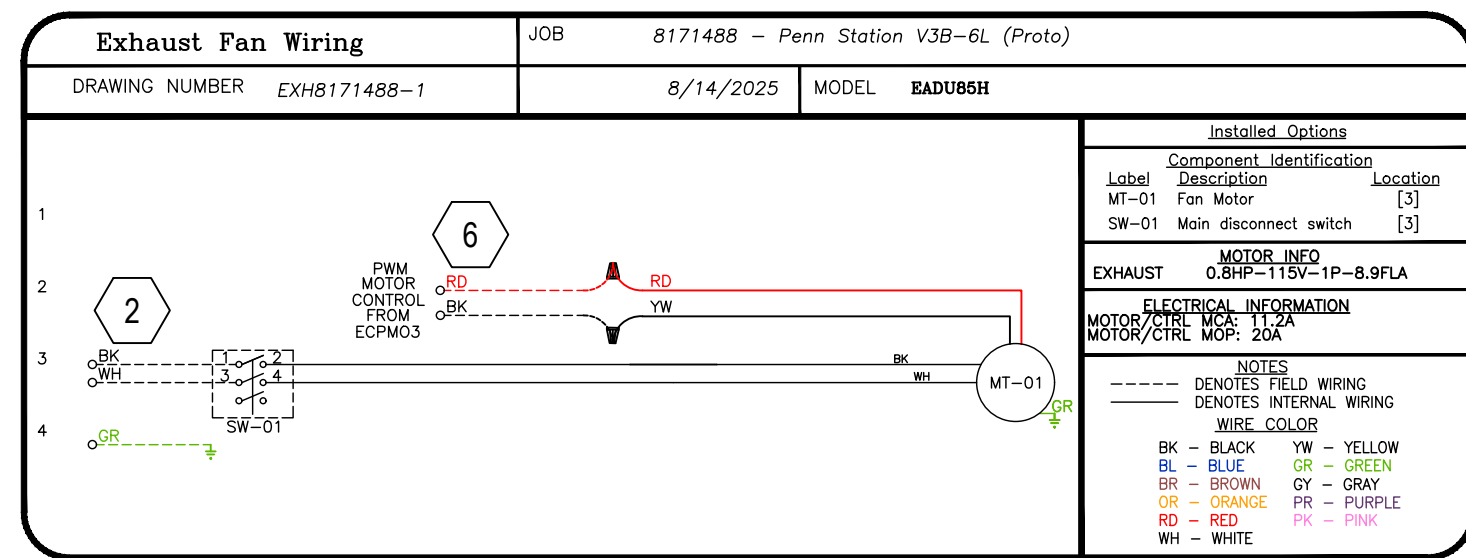 Exhaust Fan Wiring
JOB 8171488 - Penn Station V3B-6L (Proto)
DRAWING NUMBER EXH8171488-1
8/14/2025
MODEL EADU85H
1
2
3
4
6
2
PWM
MOTOR
CONTROL
FROM
ECPM03
RD
BK
RD
YW
BK
WH
1 2
3 4
SW-01
BK
WH
MT-01
GR
GR
Installed Options
Component Identification
Label Description Location
MT-01 Fan Motor [3]
SW-01 Main disconnect switch [3]
MOTOR INFO
EXHAUST 0.8HP-115V-1P-8.9FLA
ELECTRICAL INFORMATION
MOTOR/CTRL MCA: 11.2A
MOTOR/CTRL MOP: 20A
NOTES
DENOTES FIELD WIRING
DENOTES INTERNAL WIRING
WIRE COLOR
BK - BLACK YW - YELLOW
BL - BLUE GR - GREEN
BR - BROWN GY - GRAY
OR - ORANGE PR - PURPLE
RD - RED PK - PINK
WH - WHITE